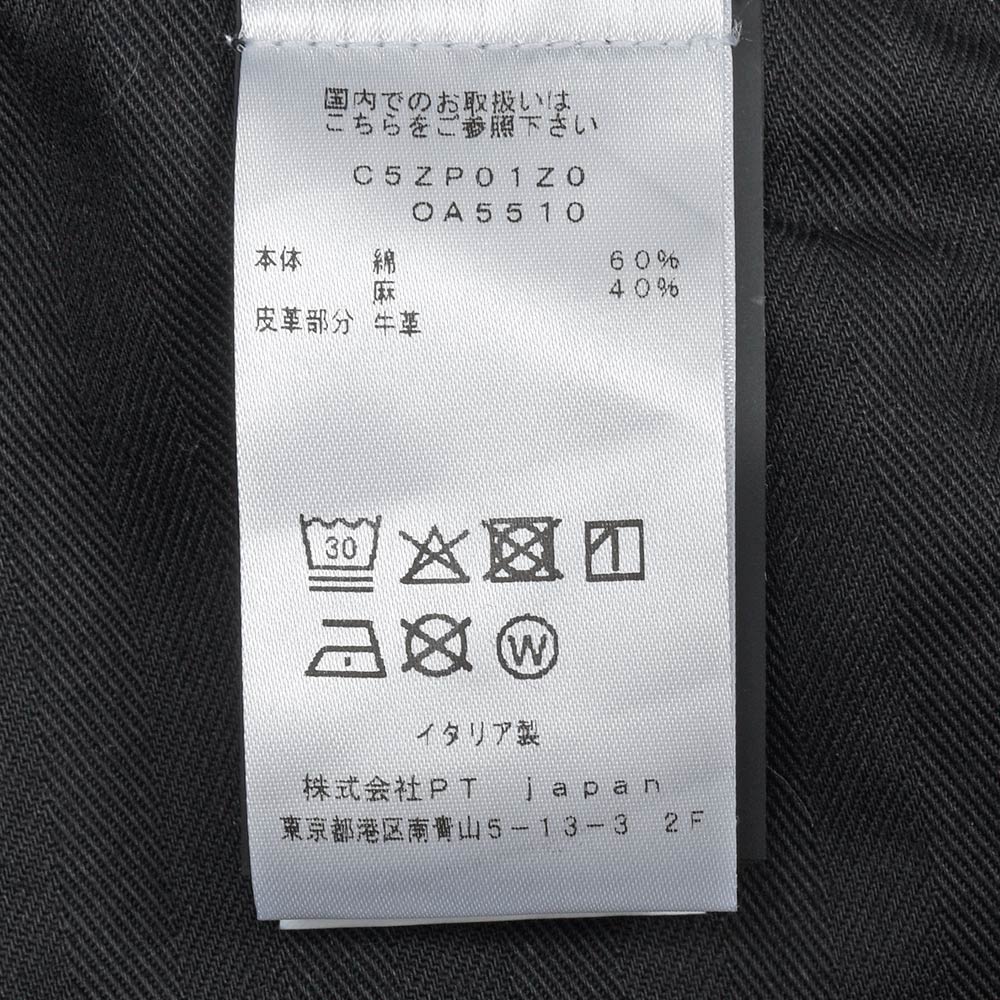 国内でのお取扱いは
こちらをご参照下さい
C5ZP01Z0
OA5510
本体 綿 60%
麻 40%
皮革部分 牛革
30
W
イタリア製
株式会社PT japan
東京都港区南青山5-13-3 2F